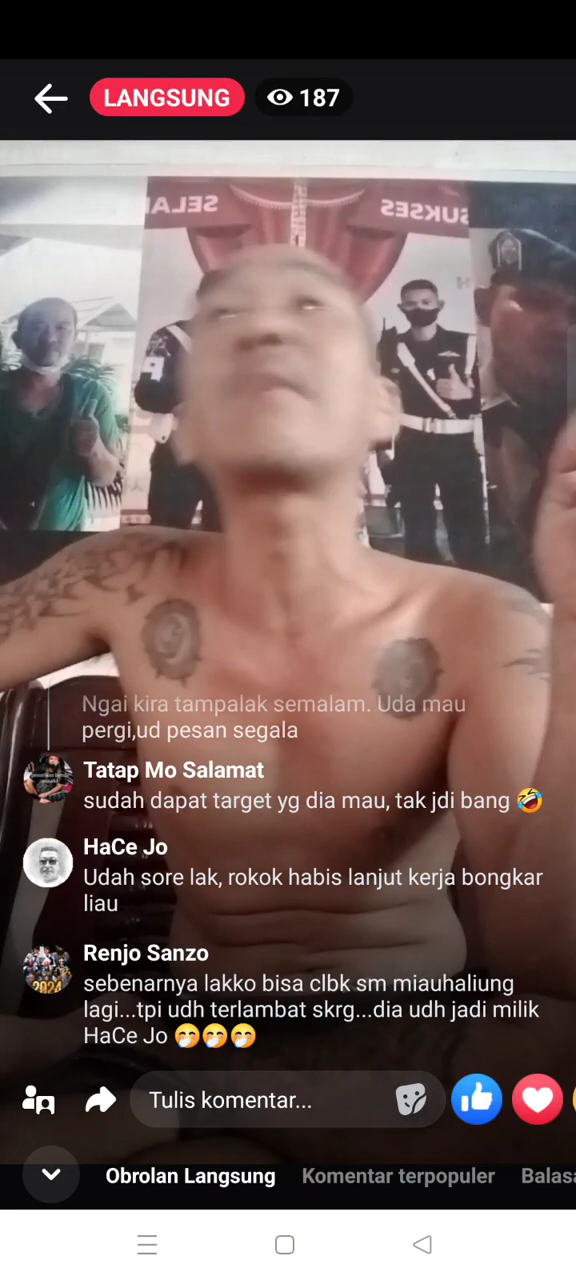 LANGSUNG
187
SELA
SUKSES
Ngai kira tampalak semalam. Uda mau
pergi,ud pesan segala
Tatap Mo Salamat
sudah dapat target yg dia mau, tak jdi bang 🤣
HaCe Jo
Udah sore lak, rokok habis lanjut kerja bongkar
liau
Renjo Sanzo
sebenarnya lakko bisa clbk sm miauhaliung
lagi...tpi udh terlambat skrg...dia udh jadi milik
HaCe Jo 🤭🤭🤭
Tulis komentar...
Obrolan Langsung
Komentar terpopuler
Balasa